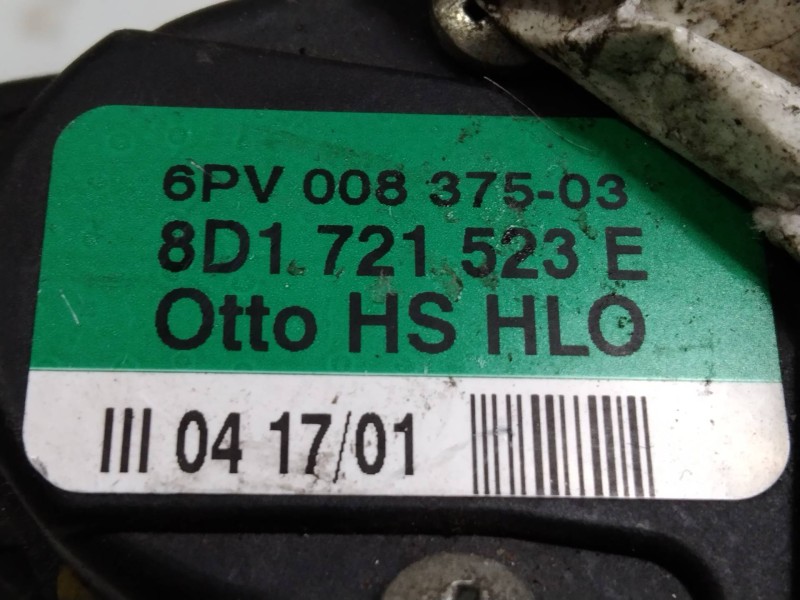 6PV 008 375-03
8D1 721 523 E
Otto HS HLO
III 04 17/01